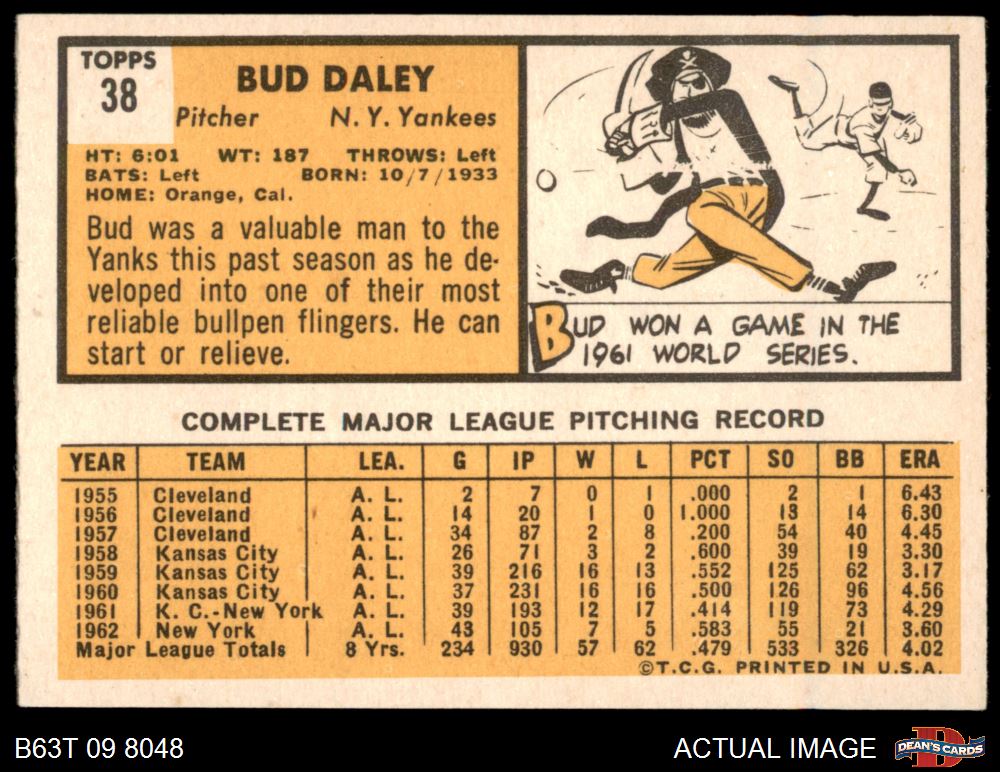 TOPPS
38
BUD DALEY
Pitcher N. Y. Yankees
HT: 6:01 WT: 187 THROWS: Left
BATS: Left BORN: 10/7/1933
HOME: Orange, Cal.
Bud was a valuable man to the
Yanks this past season as he de-
veloped into one of their most
reliable bullpen flingers. He can
start or relieve.
BUD WON A GAME IN THE
1961 WORLD SERIES.
COMPLETE MAJOR LEAGUE PITCHING RECORD
YEAR TEAM LEA. G IP W L PCT SO BB ERA
1955 Cleveland A. L. 2 7 0 1 .000 2 1 6.43
1956 Cleveland A. L. 14 20 1 0 1.000 13 14 6.30
1957 Cleveland A. L. 34 87 2 8 .200 54 40 4.45
1958 Kansas City A. L. 26 71 3 2 .600 39 19 3.30
1959 Kansas City A. L. 39 216 16 13 .552 125 62 3.17
1960 Kansas City A. L. 37 231 16 16 .500 126 96 4.56
1961 K. C.-New York A. L. 39 193 12 17 .414 119 73 4.29
1962 New York A. L. 43 105 7 5 .583 55 21 3.60
Major League Totals 8 Yrs. 234 930 57 62 .479 533 326 4.02
©T.C.G. PRINTED IN U.S.A.
B63T 09 8048 ACTUAL IMAGE DEAN'S CARDS